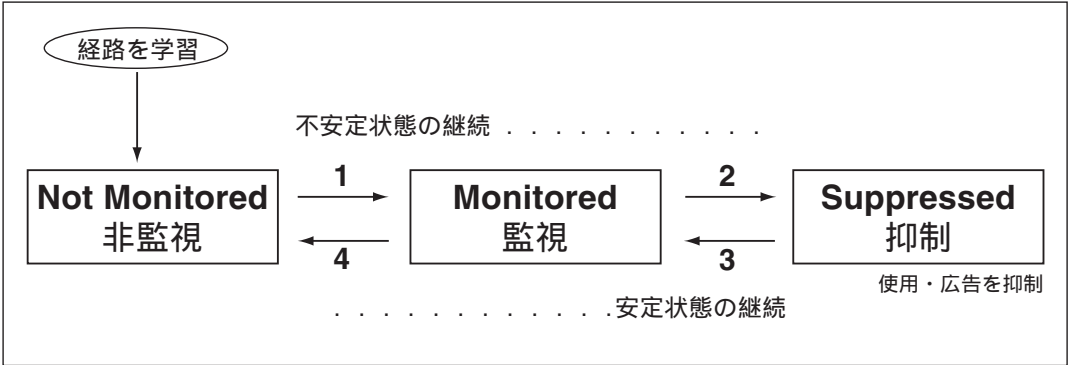 経路を学習
不安定状態の継続 . . . . . . . . . . .
1
2
Not Monitored
非監視
Monitored
監視
Suppressed
抑制
4
3
使用・広告を抑制
. . . . . . . . . . . .安定状態の継続